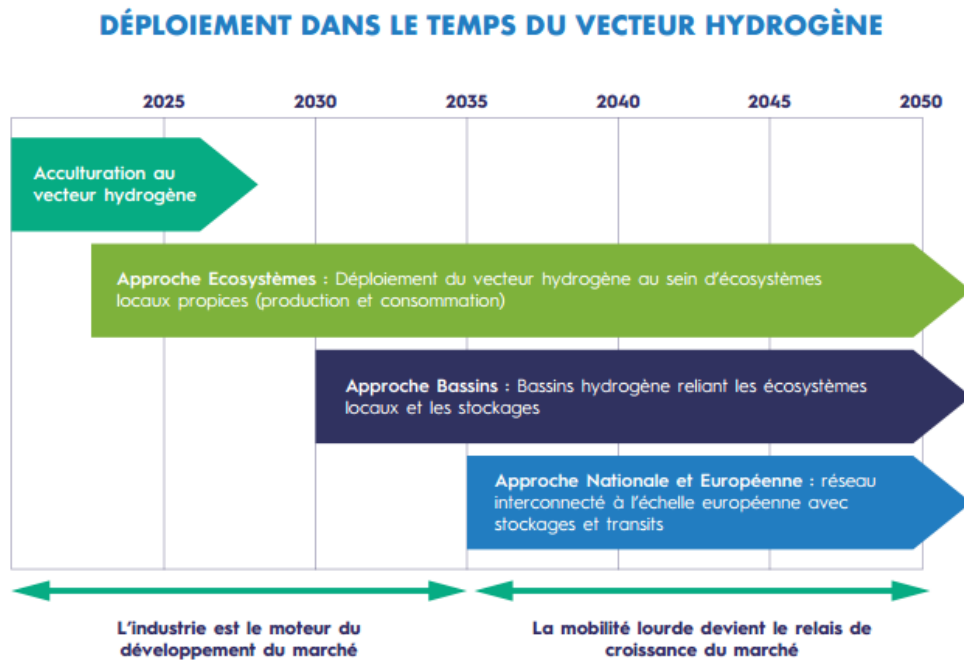 DÉPLOIEMENT DANS LE TEMPS DU VECTEUR HYDROGÈNE
2025 2030 2035 2040 2045 2050
Acculturation au
vecteur hydrogène
Approche Ecosystèmes : Déploiement du vecteur hydrogène au sein d’écosystèmes
locaux propices (production et consommation)
Approche Bassins : Bassins hydrogène reliant les écosystèmes
locaux et les stockages
Approche Nationale et Européenne : réseau
interconnecté à l’échelle européenne avec
stockages et transits
L’industrie est le moteur du
développement du marché
La mobilité lourde devient le relais de
croissance du marché